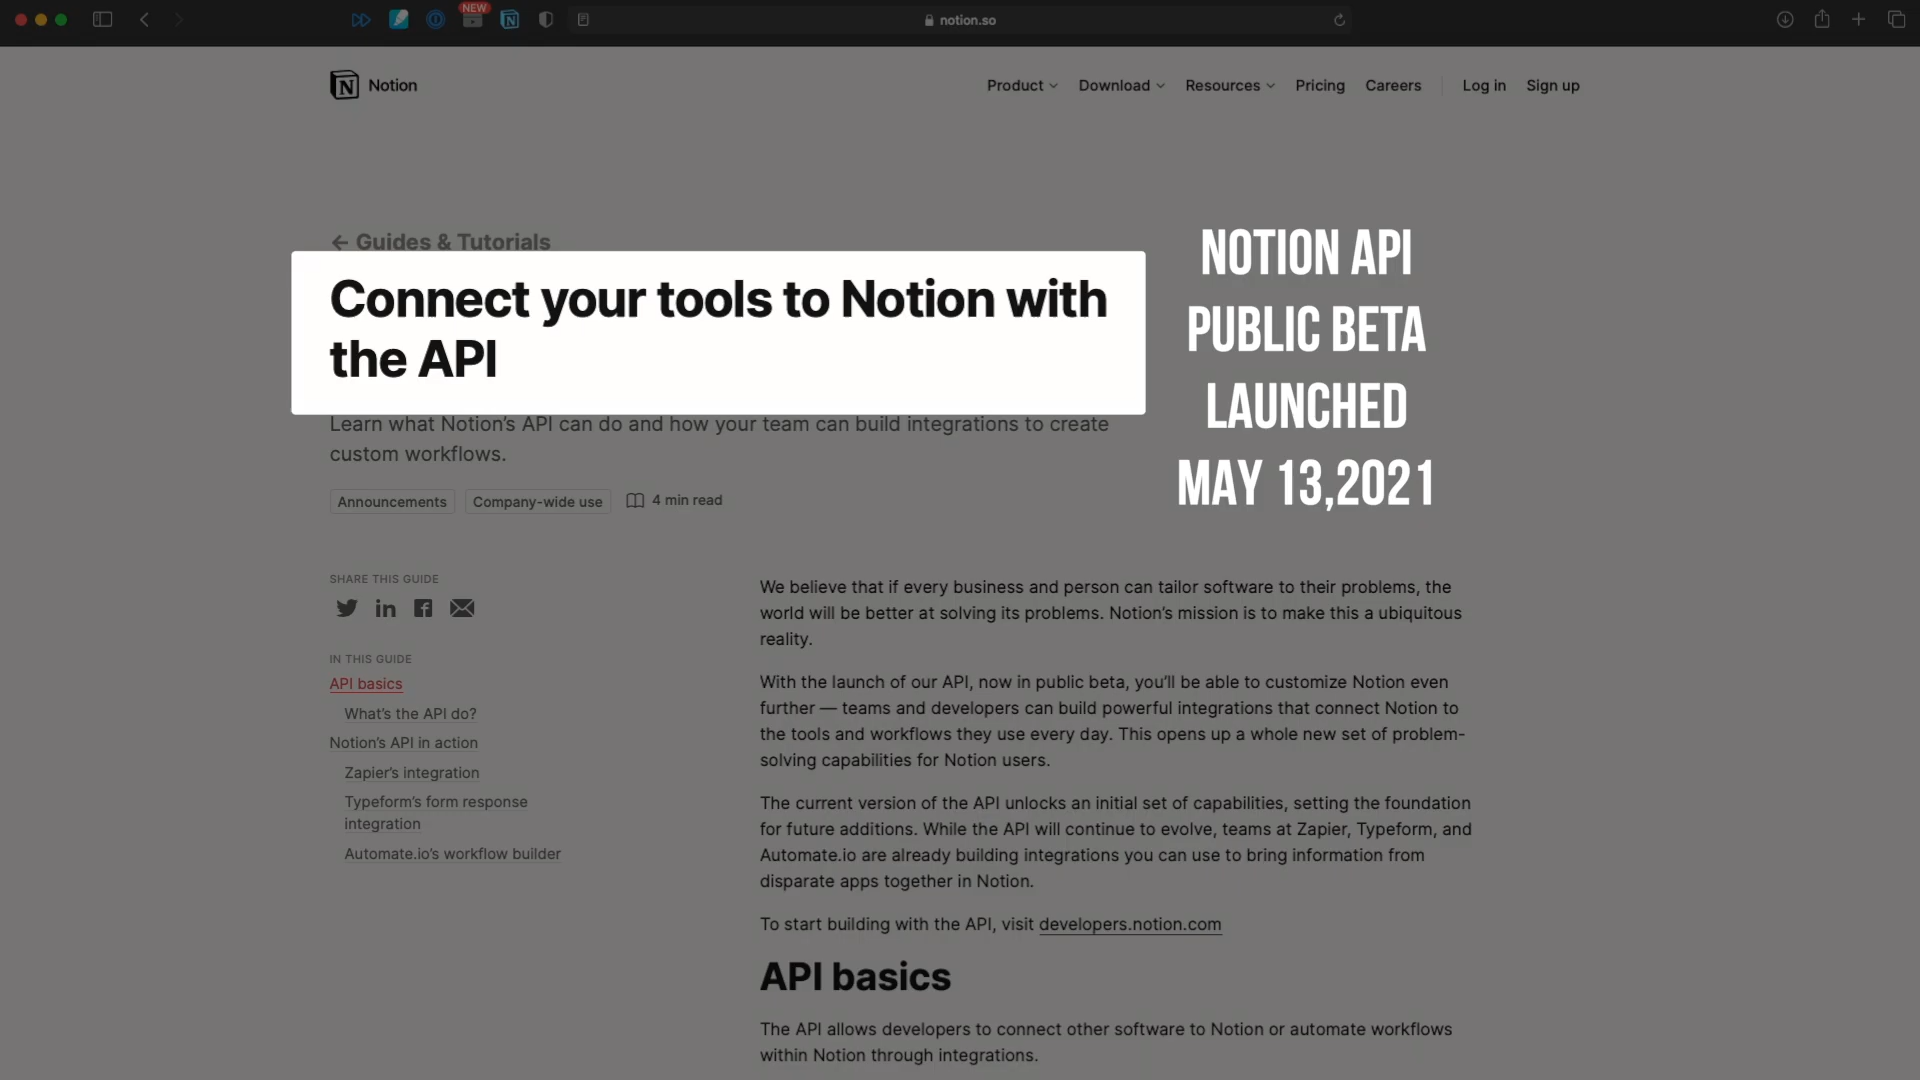 NEW
notion.so
Notion
Product
Download
Resources
Pricing
Careers
Log in
Sign up
← Guides & Tutorials
Connect your tools to Notion with
the API
Learn what Notion's API can do and how your team can build integrations to create
custom workflows.
Announcements
Company-wide use
4 min read
NOTION API
PUBLIC BETA
LAUNCHED
MAY 13,2021
SHARE THIS GUIDE
IN THIS GUIDE
API basics
What's the API do?
Notion's API in action
Zapier's integration
Typeform's form response
integration
Automate.io's workflow builder
We believe that if every business and person can tailor software to their problems, the
world will be better at solving its problems. Notion's mission is to make this a ubiquitous
reality.
With the launch of our API, now in public beta, you'll be able to customize Notion even
further — teams and developers can build powerful integrations that connect Notion to
the tools and workflows they use every day. This opens up a whole new set of problem-
solving capabilities for Notion users.
The current version of the API unlocks an initial set of capabilities, setting the foundation
for future additions. While the API will continue to evolve, teams at Zapier, Typeform, and
Automate.io are already building integrations you can use to bring information from
disparate apps together in Notion.
To start building with the API, visit developers.notion.com
API basics
The API allows developers to connect other software to Notion or automate workflows
within Notion through integrations.